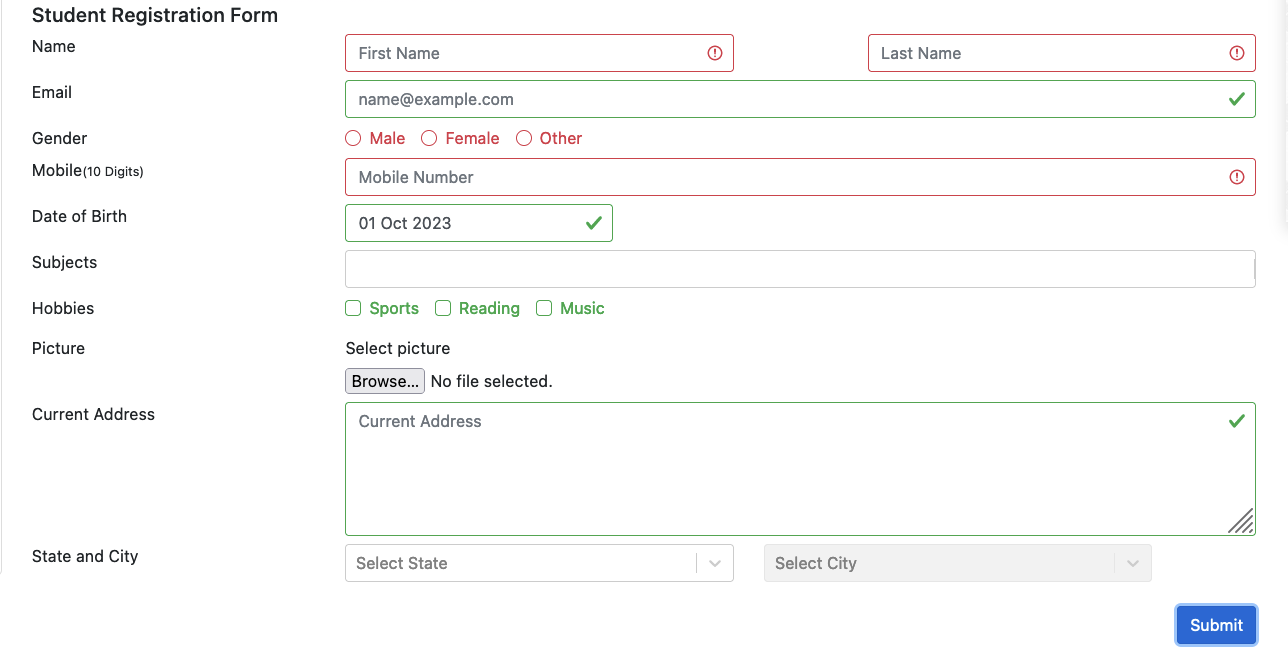 Student Registration Form
Name
First Name
Last Name
Email
name@example.com
Gender
Male
Female
Other
Mobile(10 Digits)
Mobile Number
Date of Birth
01 Oct 2023
Subjects
Hobbies
Sports
Reading
Music
Picture
Select picture
Browse... No file selected.
Current Address
Current Address
State and City
Select State
Select City
Submit